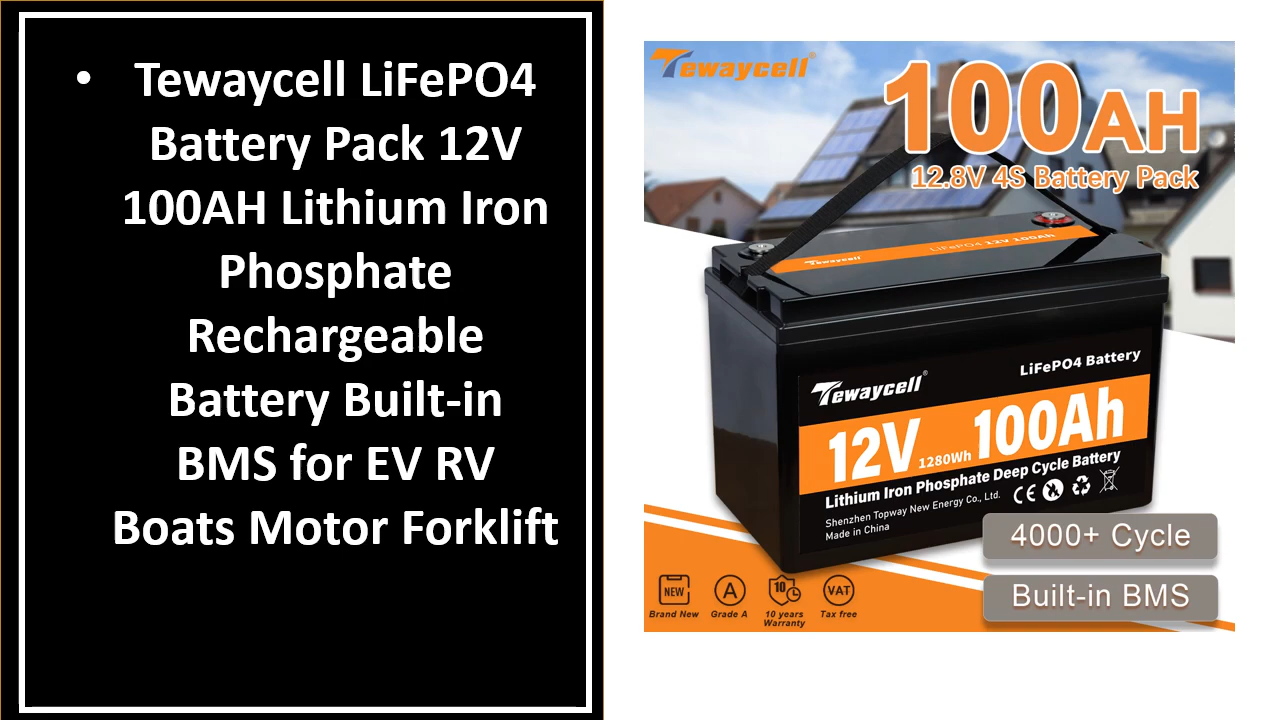 • Tewaycell LiFePO4
Battery Pack 12V
100AH Lithium Iron
Phosphate
Rechargeable
Battery Built-in
BMS for EV RV
Boats Motor Forklift
Tewaycell®
100AH
12.8V 4S Battery Pack
Tewaycell LiFePO4 12V 100Ah
Tewaycell®
LiFePO4 Battery
12V 1280Wh 100Ah
Lithium Iron Phosphate Deep Cycle Battery
Shenzhen Topway New Energy Co., Ltd.
Made in China
CE
4000+ Cycle
Built-in BMS
NEW
Brand New
A
Grade A
10
10 years
Warranty
VAT
Tax free